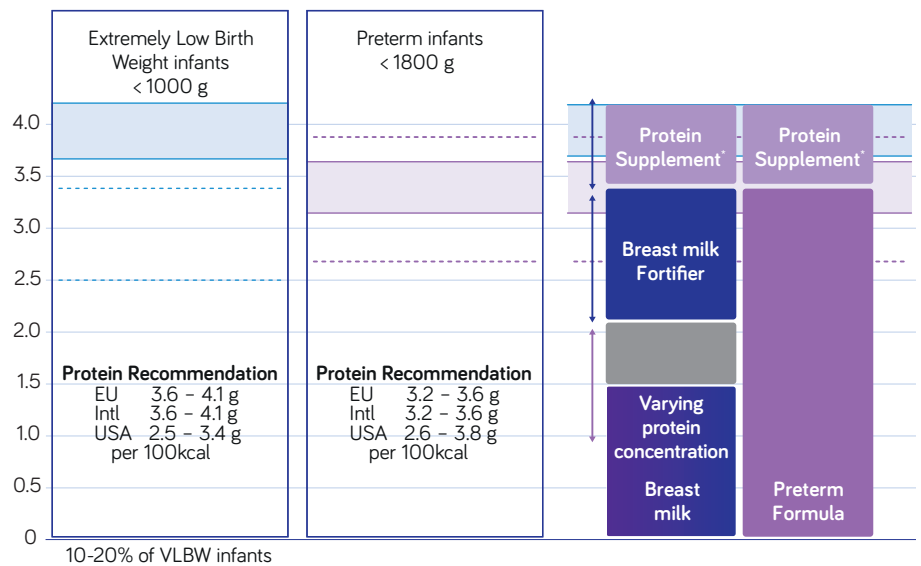 Extremely Low Birth
Weight infants
< 1000 g
Preterm infants
< 1800 g
4.0
3.5
3.0
2.5
2.0
1.5
1.0
0.5
0
Protein Recommendation
EU 3.6 – 4.1 g
Intl 3.6 – 4.1 g
USA 2.5 – 3.4 g
per 100kcal
Protein Recommendation
EU 3.2 – 3.6 g
Intl 3.2 – 3.6 g
USA 2.6 – 3.8 g
per 100kcal
Protein
Supplement*
Breast milk
Fortifier
Varying
protein
concentration
Breast
milk
Protein
Supplement*
Preterm
Formula
10-20% of VLBW infants